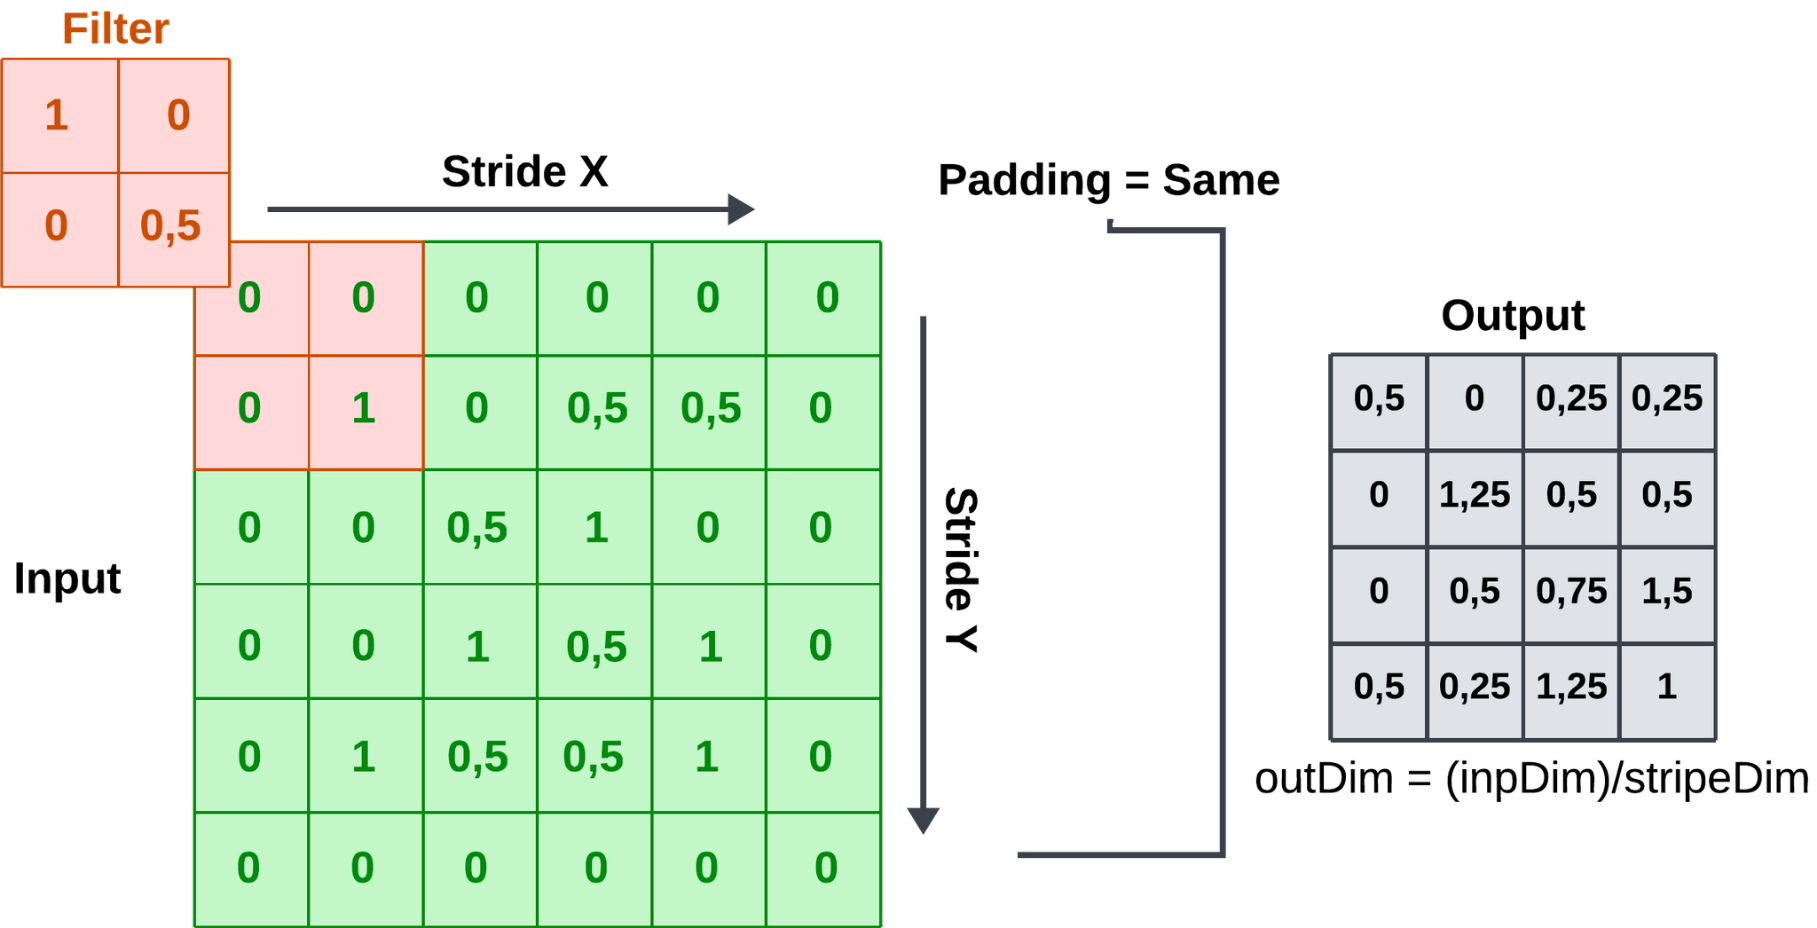 Filter
1 0
0 0,5
Stride X
Padding = Same
Input
0 0 0 0 0 0
0 1 0 0,5 0,5 0
0 0 0,5 1 0 0
0 0 1 0,5 1 0
0 1 0,5 0,5 1 0
0 0 0 0 0 0
Stride Y
Output
0,5 0 0,25 0,25
0 1,25 0,5 0,5
0 0,5 0,75 1,5
0,5 0,25 1,25 1
outDim = (inpDim)/stripeDim